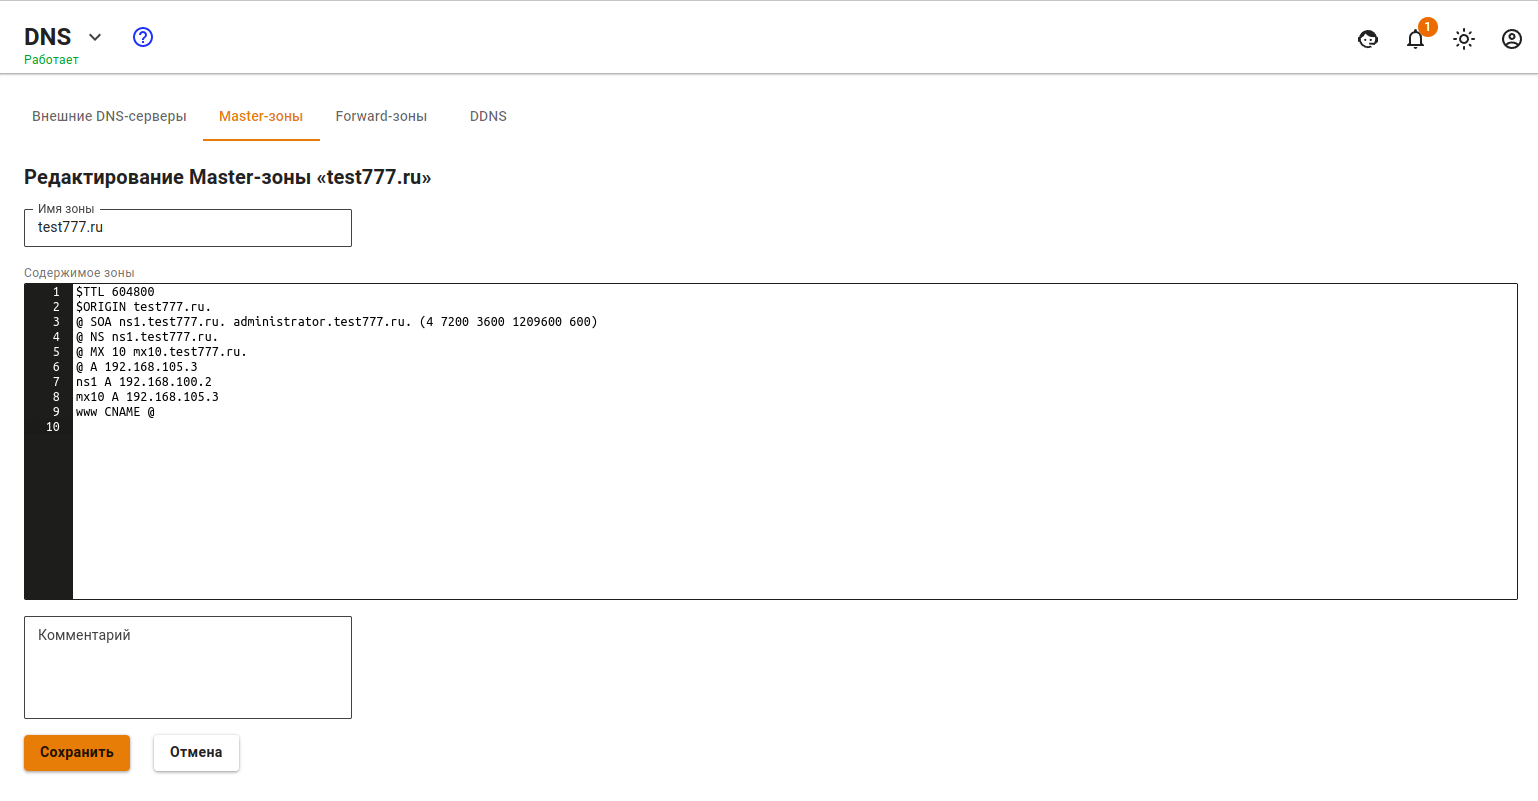 DNS
1
Работает
Внешние DNS-серверы Master-зоны Forward-зоны DDNS
Редактирование Master-зоны «test777.ru»
Имя зоны
test777.ru
Содержимое зоны
1 $TTL 604800
2 $ORIGIN test777.ru.
3 @ SOA ns1.test777.ru. administrator.test777.ru. (4 7200 3600 1209600 600)
4 @ NS ns1.test777.ru.
5 @ MX 10 mx10.test777.ru.
6 @ A 192.168.105.3
7 ns1 A 192.168.100.2
8 mx10 A 192.168.105.3
9 www CNAME @
10
Комментарий
Сохранить Отмена